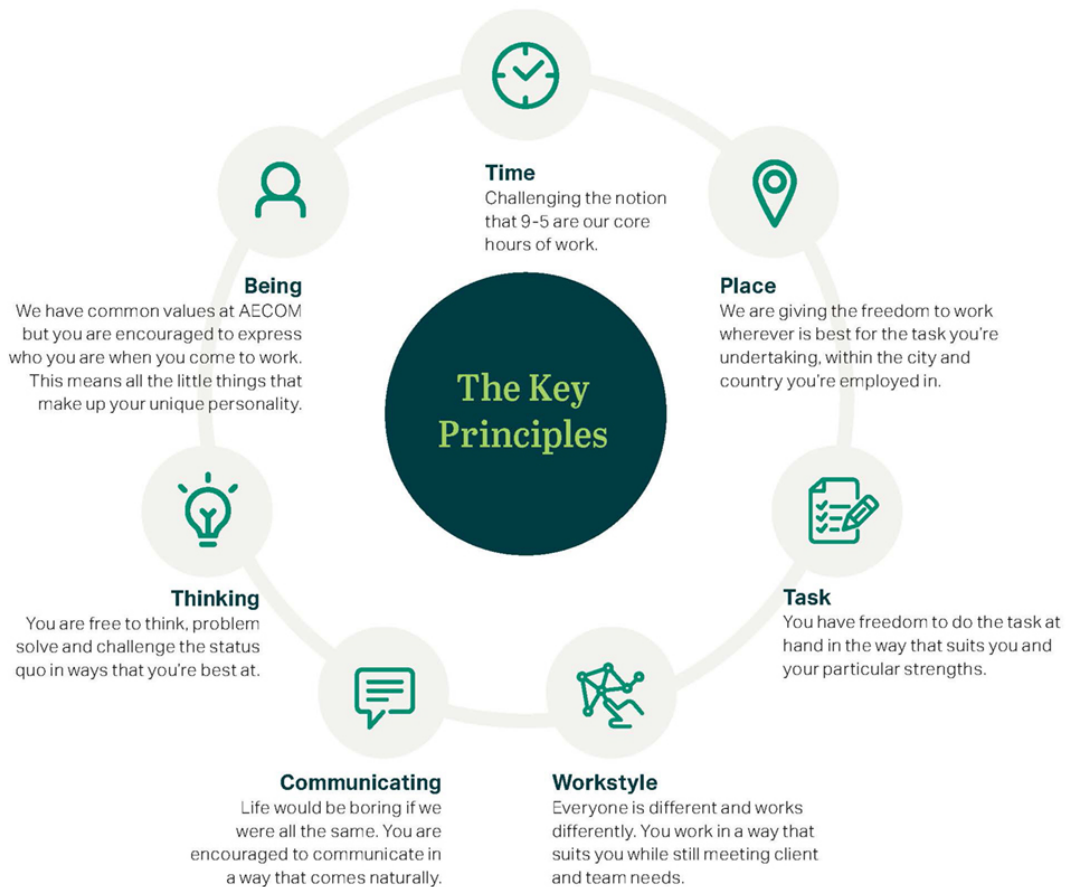 Time
Challenging the notion
that 9-5 are our core
hours of work.
Place
We are giving the freedom to work
wherever is best for the task you're
undertaking, within the city and
country you're employed in.
Task
You have freedom to do the task at
hand in the way that suits you and
your particular strengths.
Workstyle
Everyone is different and works
differently. You work in a way that
suits you while still meeting client
and team needs.
Communicating
Life would be boring if we
were all the same. You are
encouraged to communicate in
a way that comes naturally.
Thinking
You are free to think, problem
solve and challenge the status
quo in ways that you're best at.
Being
We have common values at AECOM
but you are encouraged to express
who you are when you come to work.
This means all the little things that
make up your unique personality.
The Key
Principles